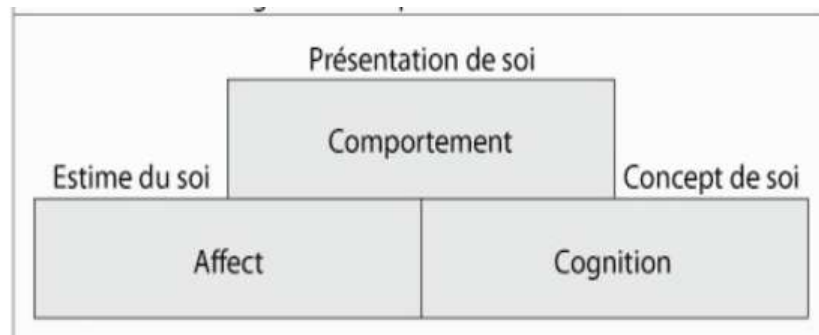 Présentation de soi
Comportement
Estime du soi
Concept de soi
Affect
Cognition